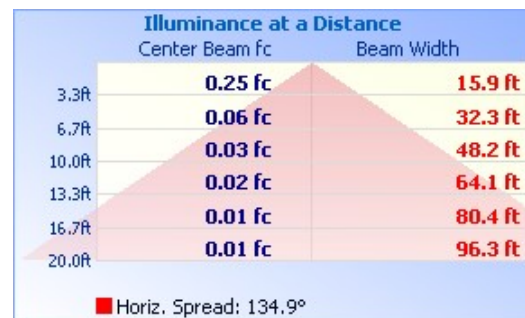 Illuminance at a Distance
Center Beam fc Beam Width
3.3ft 0.25 fc 15.9 ft
6.7ft 0.06 fc 32.3 ft
10.0ft 0.03 fc 48.2 ft
13.3ft 0.02 fc 64.1 ft
16.7ft 0.01 fc 80.4 ft
20.0ft 0.01 fc 96.3 ft
Horiz. Spread: 134.9°